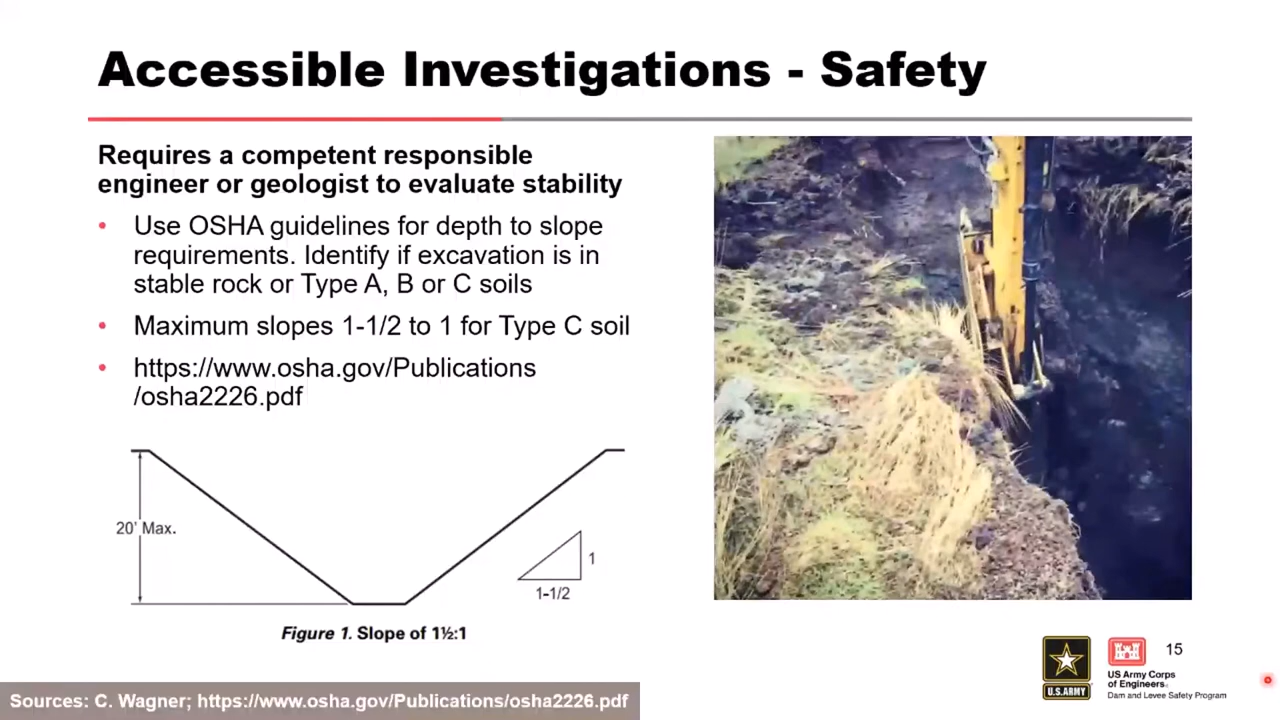 Accessible Investigations - Safety
Requires a competent responsible
engineer or geologist to evaluate stability
• Use OSHA guidelines for depth to slope
requirements. Identify if excavation is in
stable rock or Type A, B or C soils
• Maximum slopes 1-1/2 to 1 for Type C soil
• https://www.osha.gov/Publications
/osha2226.pdf
20' Max.
1
1-1/2
Figure 1. Slope of 1½:1
U.S.ARMY
US Army Corps
of Engineers®
Dam and Levee Safety Program
15
Sources: C. Wagner; https://www.osha.gov/Publications/osha2226.pdf